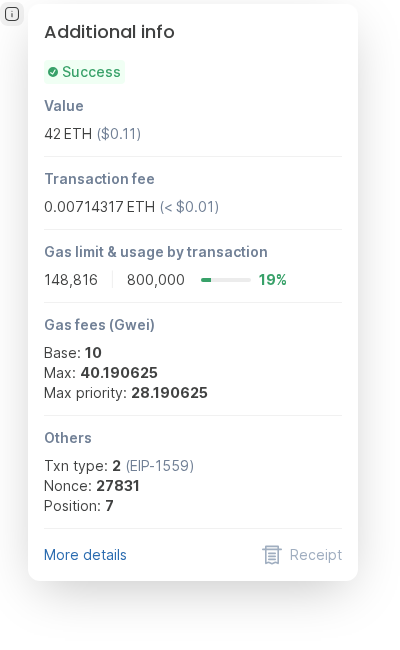 Additional info
Success
Value
42 ETH ($0.11)
Transaction fee
0.00714317 ETH (< $0.01)
Gas limit & usage by transaction
148,816 800,000 19%
Gas fees (Gwei)
Base: 10
Max: 40.190625
Max priority: 28.190625
Others
Txn type: 2 (EIP-1559)
Nonce: 27831
Position: 7
More details Receipt